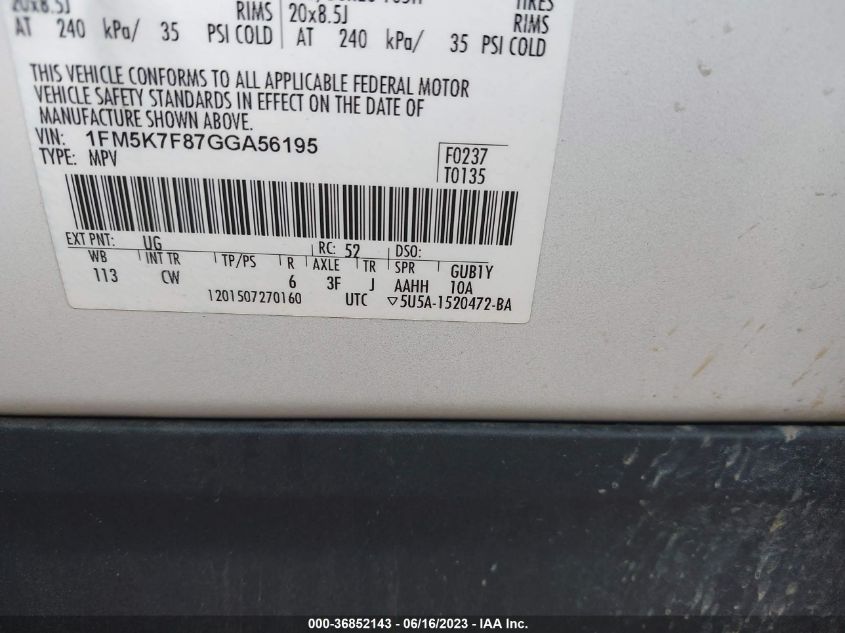 20x8.5J RIMS 20x8.5J RIMS
AT 240 kPa/ 35 PSI COLD AT 240 kPa/ 35 PSI COLD
THIS VEHICLE CONFORMS TO ALL APPLICABLE FEDERAL MOTOR
VEHICLE SAFETY STANDARDS IN EFFECT ON THE DATE OF
MANUFACTURE SHOWN ABOVE.
VIN: 1FM5K7F87GGA56195
TYPE: MPV
F0237
T0135
EXT PNT: UG RC: 52 DSO:
WB INT TR TP/PS R AXLE TR SPR GUB1Y
113 CW 6 3F J AAHH 10A
1201507270160 UTC ▽5U5A-1520472-BA
000-36852143 - 06/16/2023 - IAA Inc.